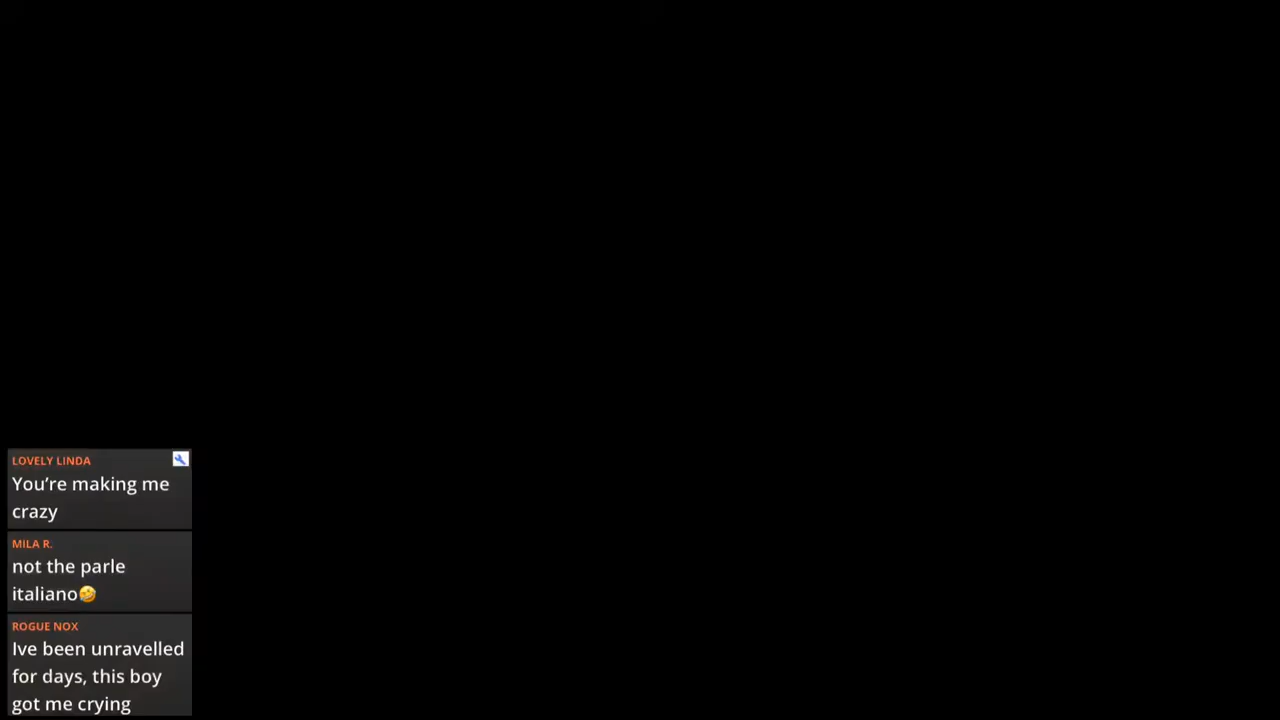 LOVELY LINDA
You’re making me
crazy
MILA R.
not the parle
italiano🤣
ROGUE NOX
Ive been unravelled
for days, this boy
got me crying